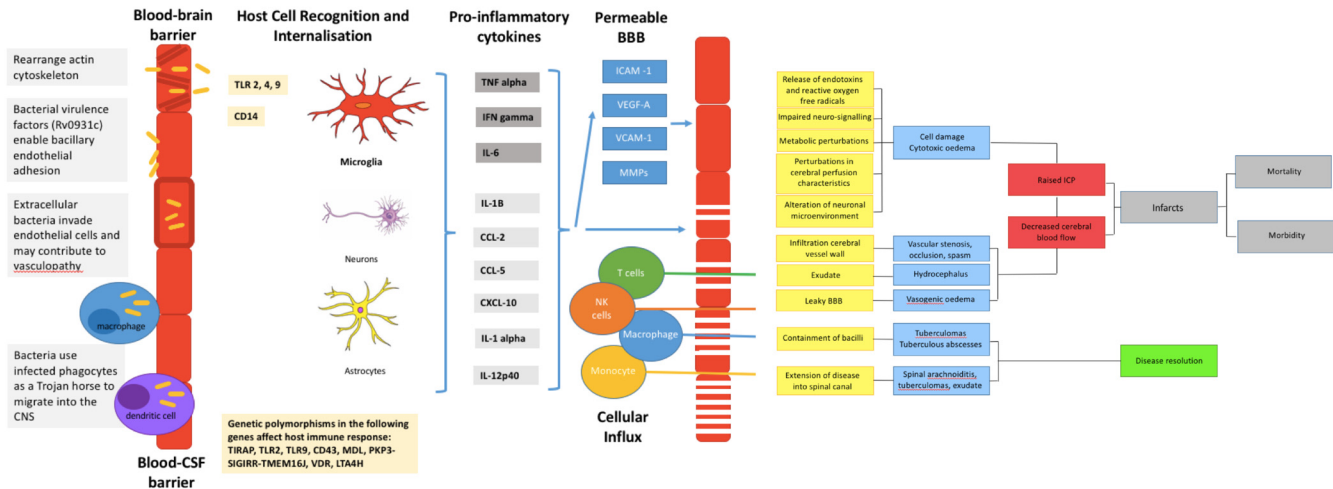 Blood-brain
barrier
Rearrange actin
cytoskeleton
Bacterial virulence
factors (Rv0931c)
enable bacillary
endothelial
adhesion
Extracellular
bacteria invade
endothelial cells and
may contribute to
vasculopathy
macrophage
Bacteria use
infected phagocytes
as a Trojan horse to
migrate into the
CNS
dendritic cell
Blood-CSF
barrier
Host Cell Recognition and
Internalisation
TLR 2, 4, 9
CD14
Microglia
Neurons
Astrocytes
Genetic polymorphisms in the following
genes affect host immune response:
TIRAP, TLR2, TLR9, CD43, MDL, PKP3-
SIGIRR-TMEM16J, VDR, LTA4H
Pro-inflammatory
cytokines
TNF alpha
IFN gamma
IL-6
IL-1B
CCL-2
CCL-5
CXCL-10
IL-1 alpha
IL-12p40
Permeable
BBB
ICAM -1
VEGF-A
VCAM-1
MMPs
T cells
NK
cells
Macrophage
Monocyte
Cellular
Influx
Release of endotoxins
and reactive oxygen
free radicals
Impaired neuro-signalling
Metabolic perturbations
Perturbations in
cerebral perfusion
characteristics
Alteration of neuronal
microenvironment
Infiltration cerebral
vessel wall
Exudate
Leaky BBB
Containment of bacilli
Extension of disease
into spinal canal
Cell damage
Cytotoxic oedema
Vascular stenosis,
occlusion, spasm
Hydrocephalus
Vasogenic oedema
Tuberculomas
Tuberculous abscesses
Spinal arachnoiditis,
tuberculomas, exudate
Raised ICP
Decreased cerebral
blood flow
Infarcts
Mortality
Morbidity
Disease resolution